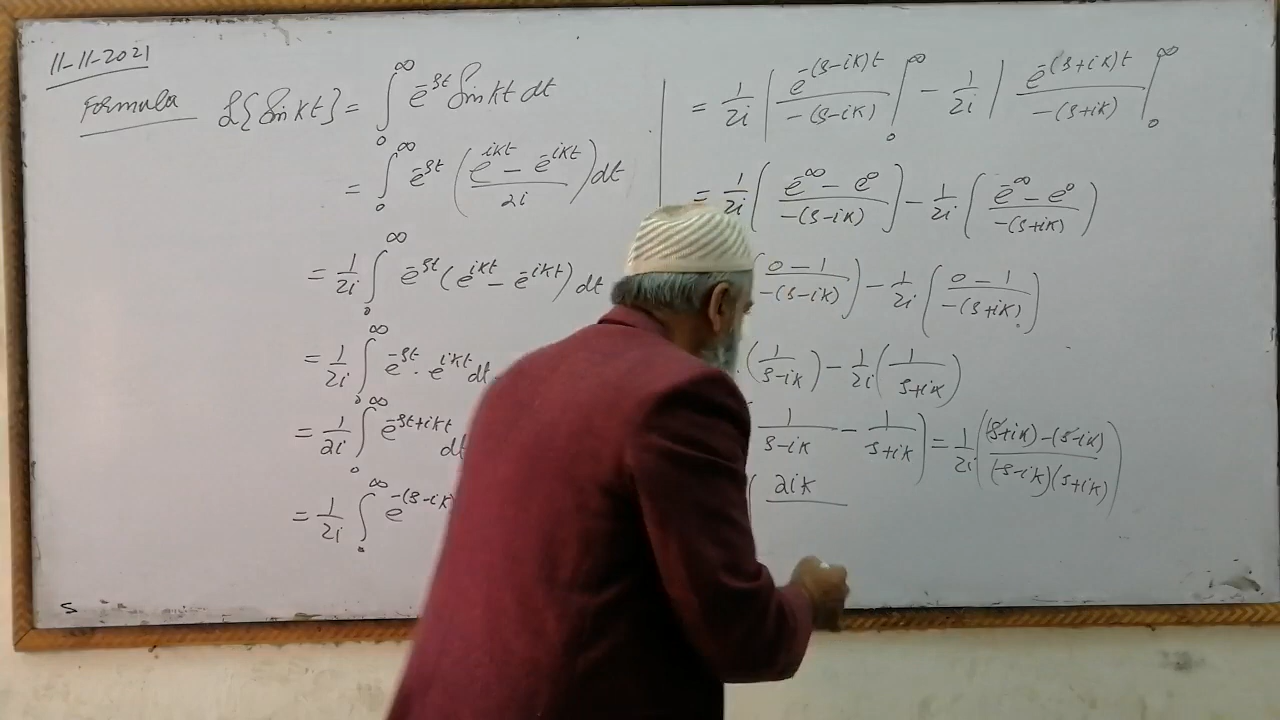 11-11-2021
Formula L{Sin kt} = ∫₀^∞ e^-st Sin kt dt
= ∫₀^∞ e^-st ( (e^ikt - e^-ikt) / 2i ) dt
= 1/2i ∫₀^∞ e^-st (e^ikt - e^-ikt) dt
= 1/2i ∫₀^∞ e^-st · e^ikt dt
= 1/2i ∫₀^∞ e^-st+ikt dt
= 1/2i ∫₀^∞ e^-(s-ik)
s
= 1/2i | e^-(s-ik)t / -(s-ik) |₀^∞ - 1/2i | e^-(s+ik)t / -(s+ik) |₀^∞
= 1/2i ( (e^-∞ - e^0) / -(s-ik) ) - 1/2i ( (e^-∞ - e^0) / -(s+ik) )
( (0-1) / -(s-ik) ) - 1/2i ( (0-1) / -(s+ik) )
( 1 / s-ik ) - 1/2i ( 1 / s+ik )
1 / s-ik - 1 / s+ik ) = 1/2i ( (s+ik)-(s-ik) / (s-ik)(s+ik) )
( 2ik